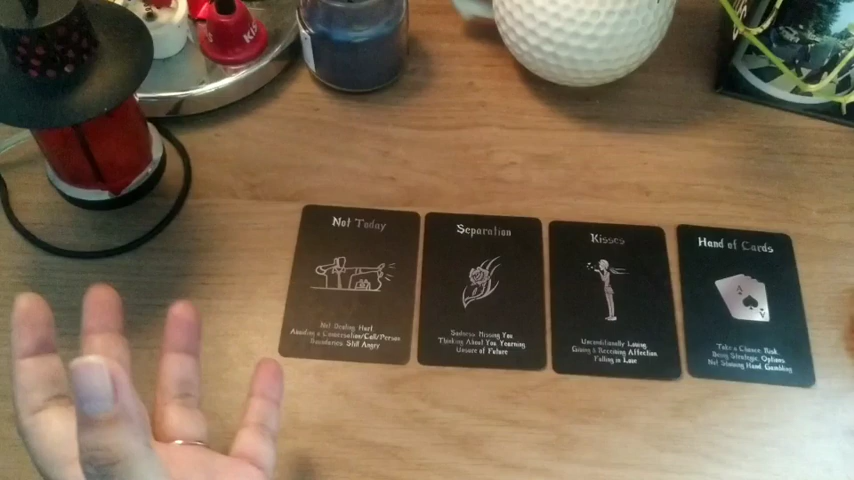 Not Today
Not Dealing, Hurt
Avoiding a Conversation/Call/Person
Boundaries, Still Angry
Separation
Sadness, Missing You
Thinking About You, Yearning
Unsure of Future
Kisses
Unconditionally Loving
Giving & Receiving Affection
Falling in Love
Hand of Cards
A
A
Take a Chance, Risk,
Being Strategic, Options
Not Showing Hand, Gambling